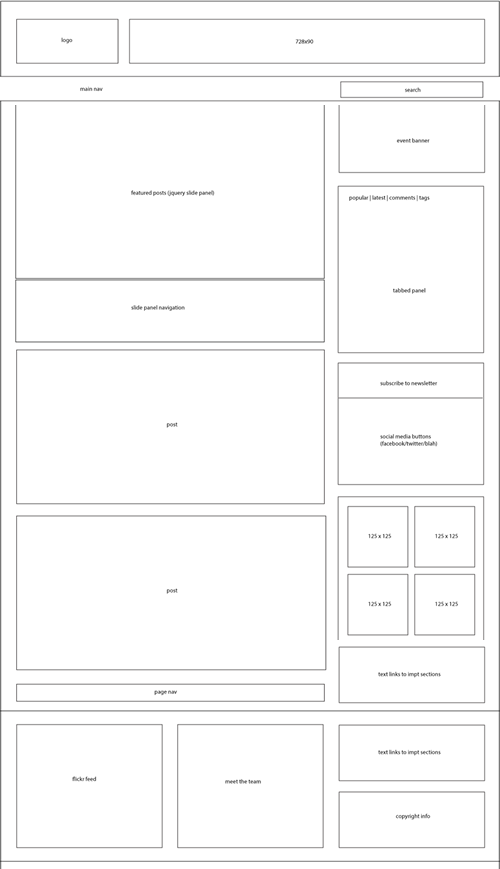 logo
728x90
main nav
search
featured posts (jquery slide panel)
event banner
popular | latest | comments | tags
tabbed panel
slide panel navigation
post
subscribe to newsletter
social media buttons
(facebook/twitter/blah)
125 x 125
125 x 125
125 x 125
125 x 125
post
text links to impt sections
page nav
flickr feed
meet the team
text links to impt sections
copyright info